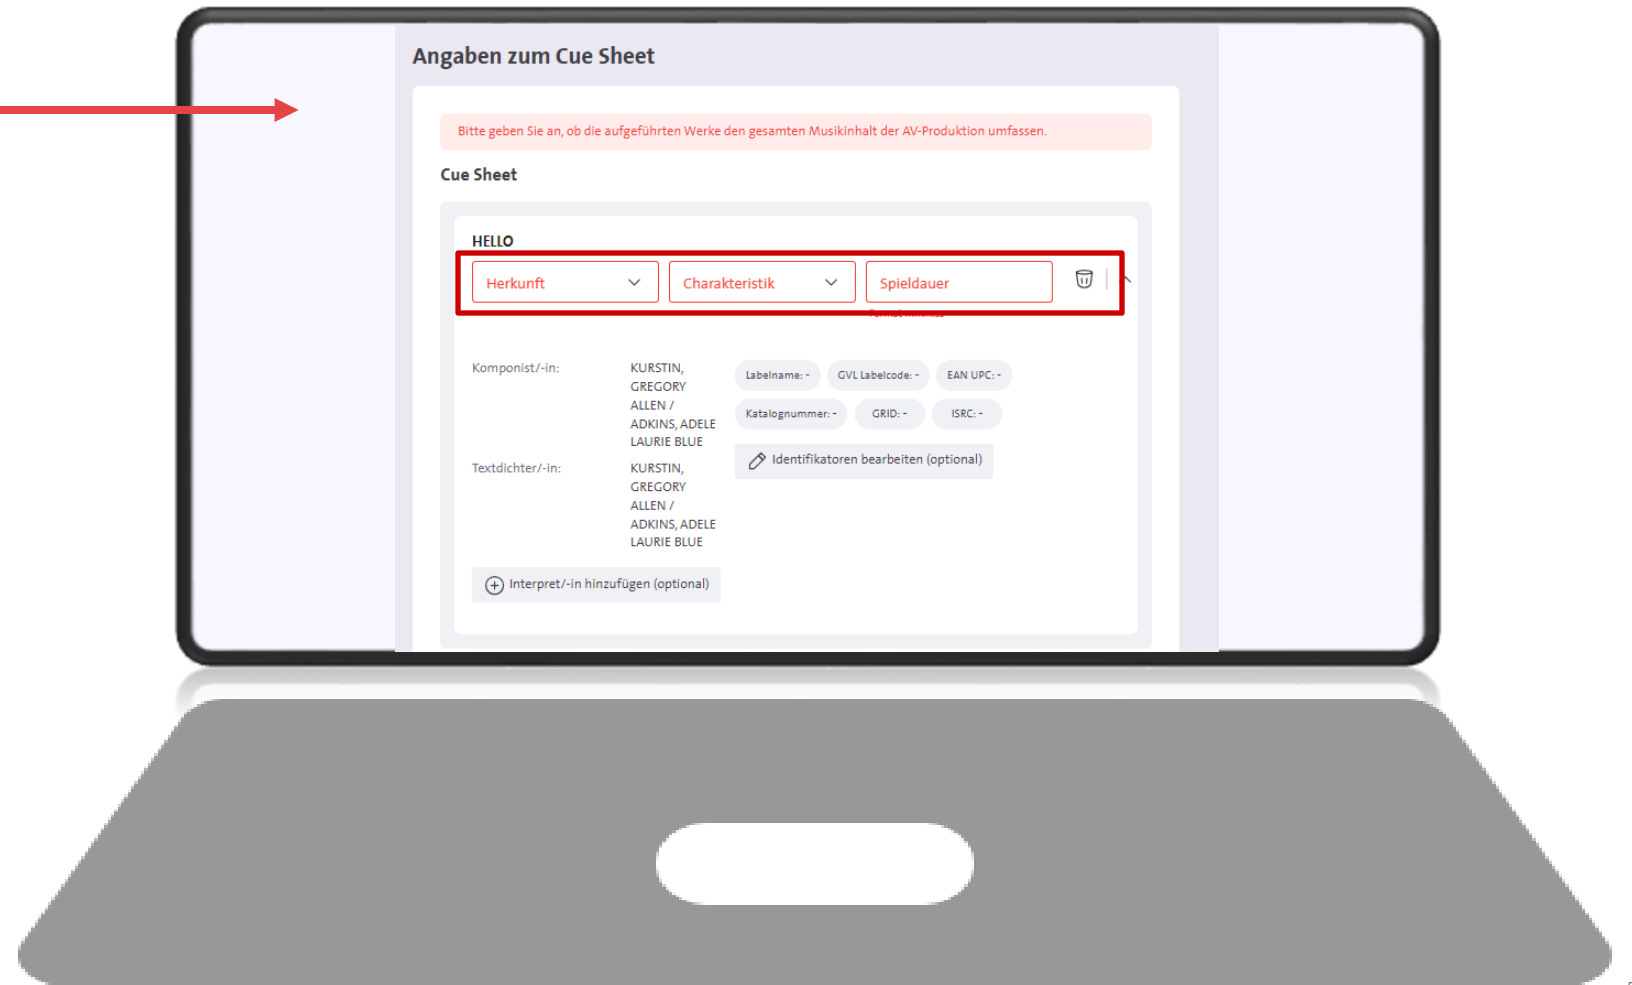 Angaben zum Cue Sheet
Bitte geben Sie an, ob die aufgeführten Werke den gesamten Musikinhalt der AV-Produktion umfassen.
Cue Sheet
HELLO
Herkunft
Charakteristik
Spieldauer
Komponist/-in:
KURSTIN,
GREGORY
ALLEN /
ADKINS, ADELE
LAURIE BLUE
Labelname: -
GVL Labelcode: -
EAN UPC: -
Katalognummer: -
GRID: -
ISRC: -
Identifikatoren bearbeiten (optional)
Textdichter/-in:
KURSTIN,
GREGORY
ALLEN /
ADKINS, ADELE
LAURIE BLUE
Interpret/-in hinzufügen (optional)